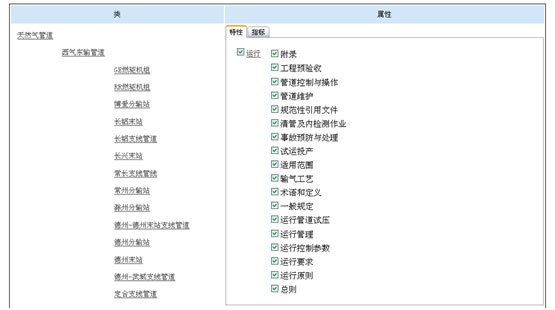 类
属性
天然气管道
西气东输管道
GE燃驱机组
RR燃驱机组
博爱分输站
长铝末站
长铝支线管道
长兴末站
常长支线管线
常州分输站
滁州分输站
德州-德州末站支线管道
德州分输站
德州末站
德州-武威支线管道
定合支线管道
特性
指标
运行
附录
工程预验收
管道控制与操作
管道维护
规范性引用文件
清管及内检测作业
事故预防与处理
试运投产
适用范围
输气工艺
术语和定义
一般规定
运行管道试压
运行管理
运行控制参数
运行要求
运行原则
总则